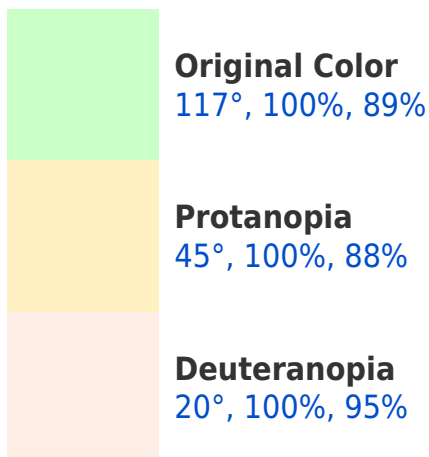 Original Color
117°, 100%, 89%
Protanopia
45°, 100%, 88%
Deuteranopia
20°, 100%, 95%